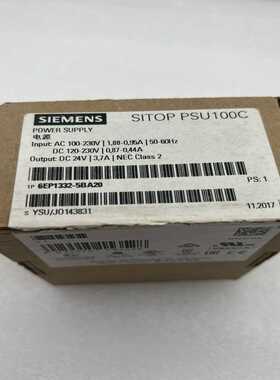 SIEMENS
SITOP PSU100C
POWER SUPPLY
电源
Input: AC 100-230V | 1,88-0,95A | 50-60Hz
DC 120-230V | 0,87-0,44A
Output: DC 24V | 3,7A | NEC Class 2
1P 6EP1332-5BA20
PS: 1
S YSU/J0143831
11.2017